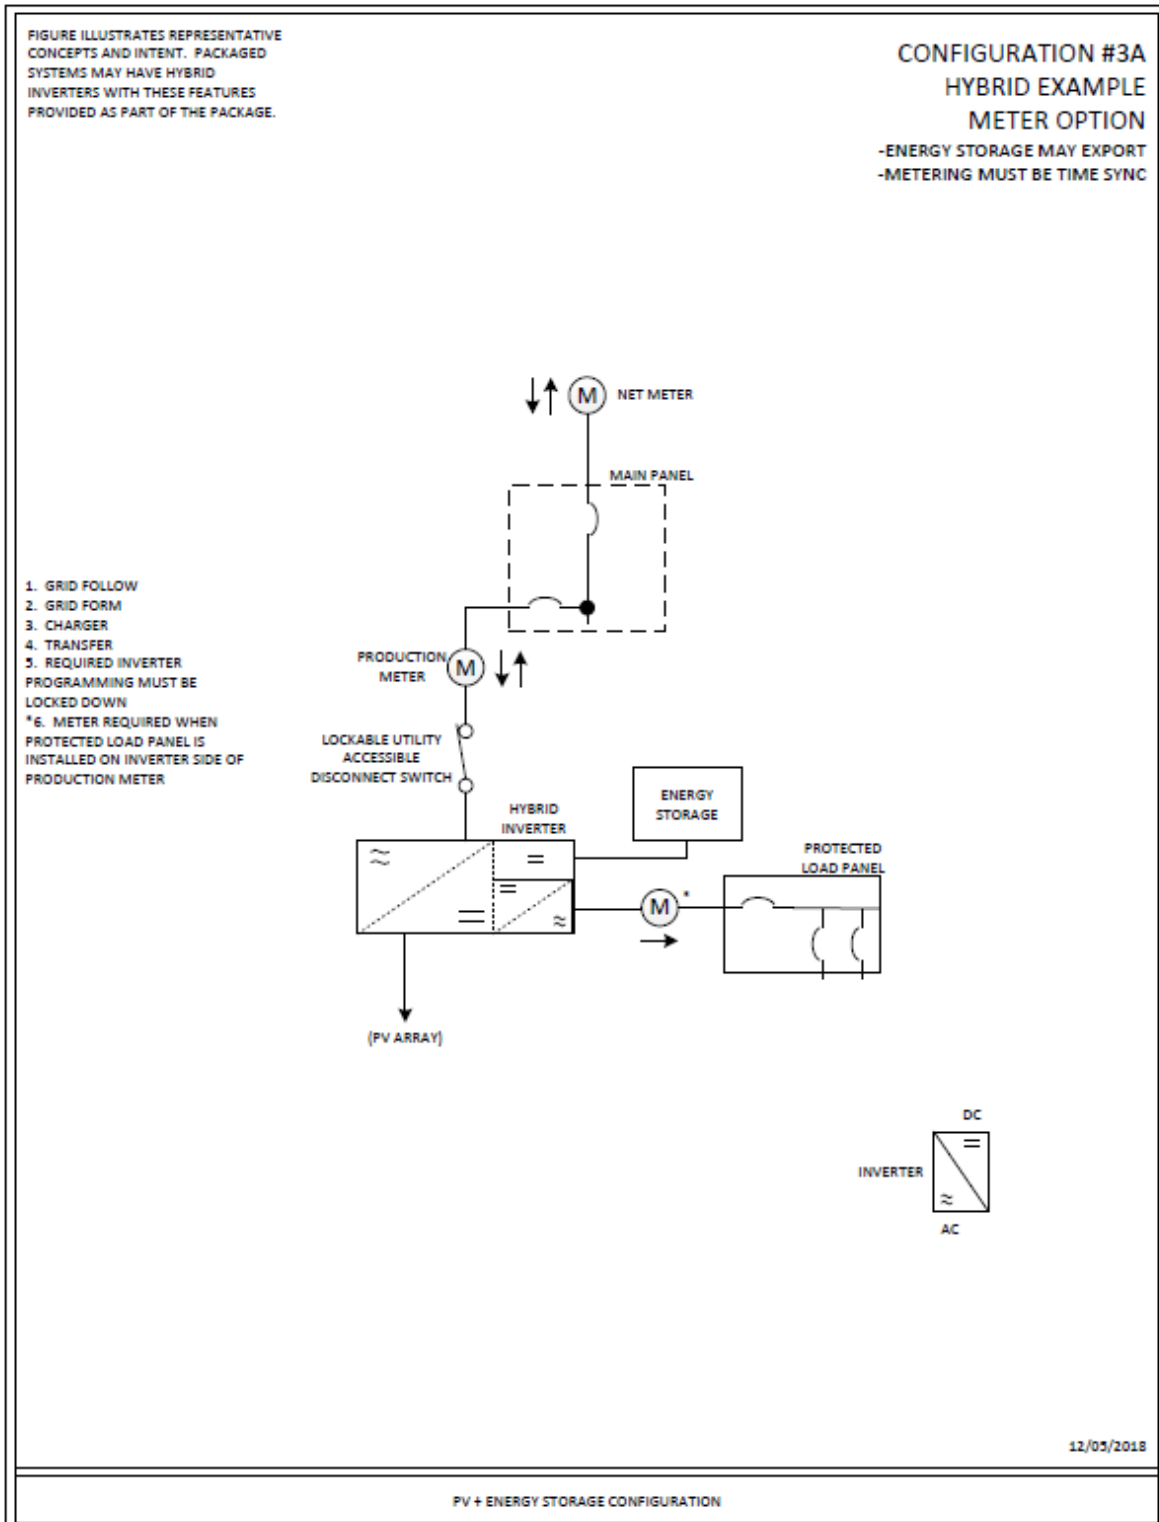 FIGURE ILLUSTRATES REPRESENTATIVE
CONCEPTS AND INTENT. PACKAGED
SYSTEMS MAY HAVE HYBRID
INVERTERS WITH THESE FEATURES
PROVIDED AS PART OF THE PACKAGE.
CONFIGURATION #3A
HYBRID EXAMPLE
METER OPTION
-ENERGY STORAGE MAY EXPORT
-METERING MUST BE TIME SYNC
M
NET METER
MAIN PANEL
1. GRID FOLLOW
2. GRID FORM
3. CHARGER
4. TRANSFER
5. REQUIRED INVERTER
PROGRAMMING MUST BE
LOCKED DOWN
*6. METER REQUIRED WHEN
PROTECTED LOAD PANEL IS
INSTALLED ON INVERTER SIDE OF
PRODUCTION METER
PRODUCTION
METER
M
LOCKABLE UTILITY
ACCESSIBLE
DISCONNECT SWITCH
HYBRID
INVERTER
ENERGY
STORAGE
PROTECTED
LOAD PANEL
M *
(PV ARRAY)
DC
INVERTER
AC
12/05/2018
PV + ENERGY STORAGE CONFIGURATION